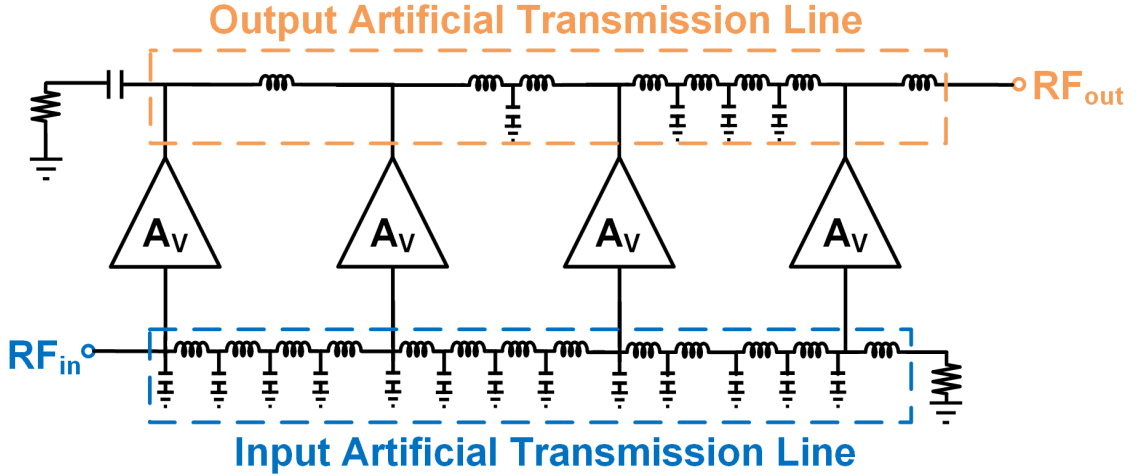 Output Artificial Transmission Line
RFout
AV AV AV AV
RFin
Input Artificial Transmission Line